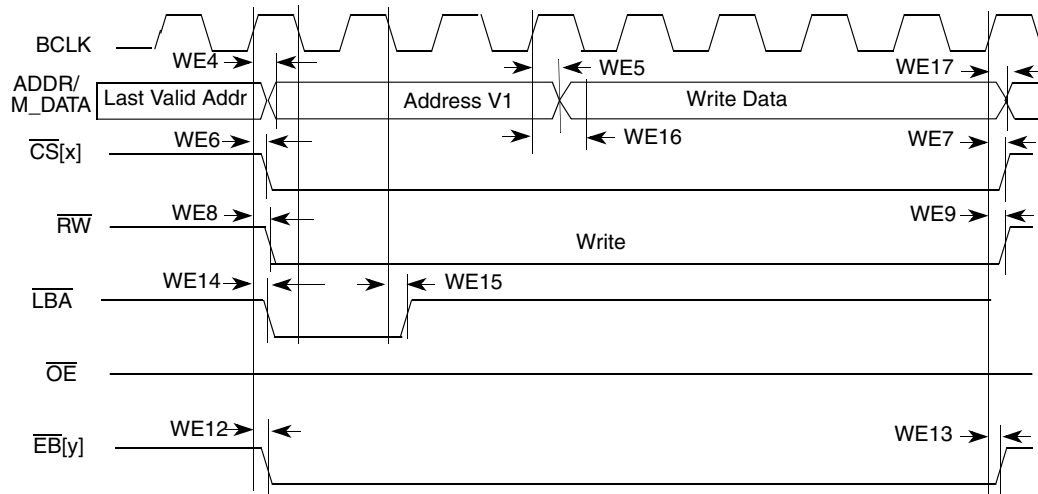 BCLK
WE4
WE5
WE17
ADDR/
M_DATA
Last Valid Addr
Address V1
Write Data
WE6
WE16
WE7
CS[x]
WE8
WE9
RW
Write
WE14
WE15
LBA
OE
WE12
WE13
EB[y]